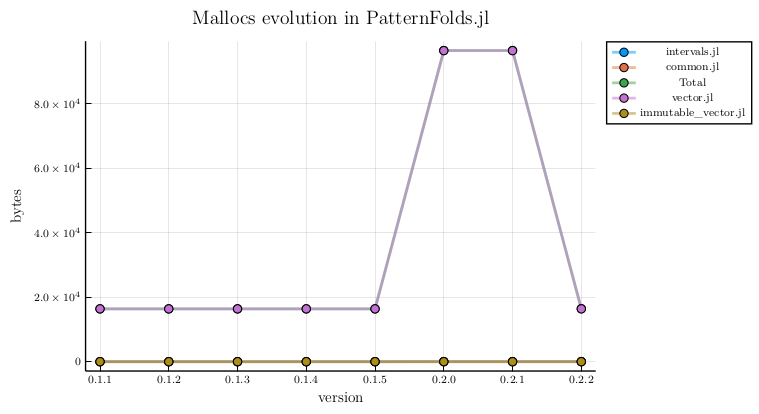 Mallocs evolution in PatternFolds.jl
intervals.jl
common.jl
Total
vector.jl
immutable_vector.jl
bytes
8.0 × 10⁴
6.0 × 10⁴
4.0 × 10⁴
2.0 × 10⁴
0
0.1.1 0.1.2 0.1.3 0.1.4 0.1.5 0.2.0 0.2.1 0.2.2
version